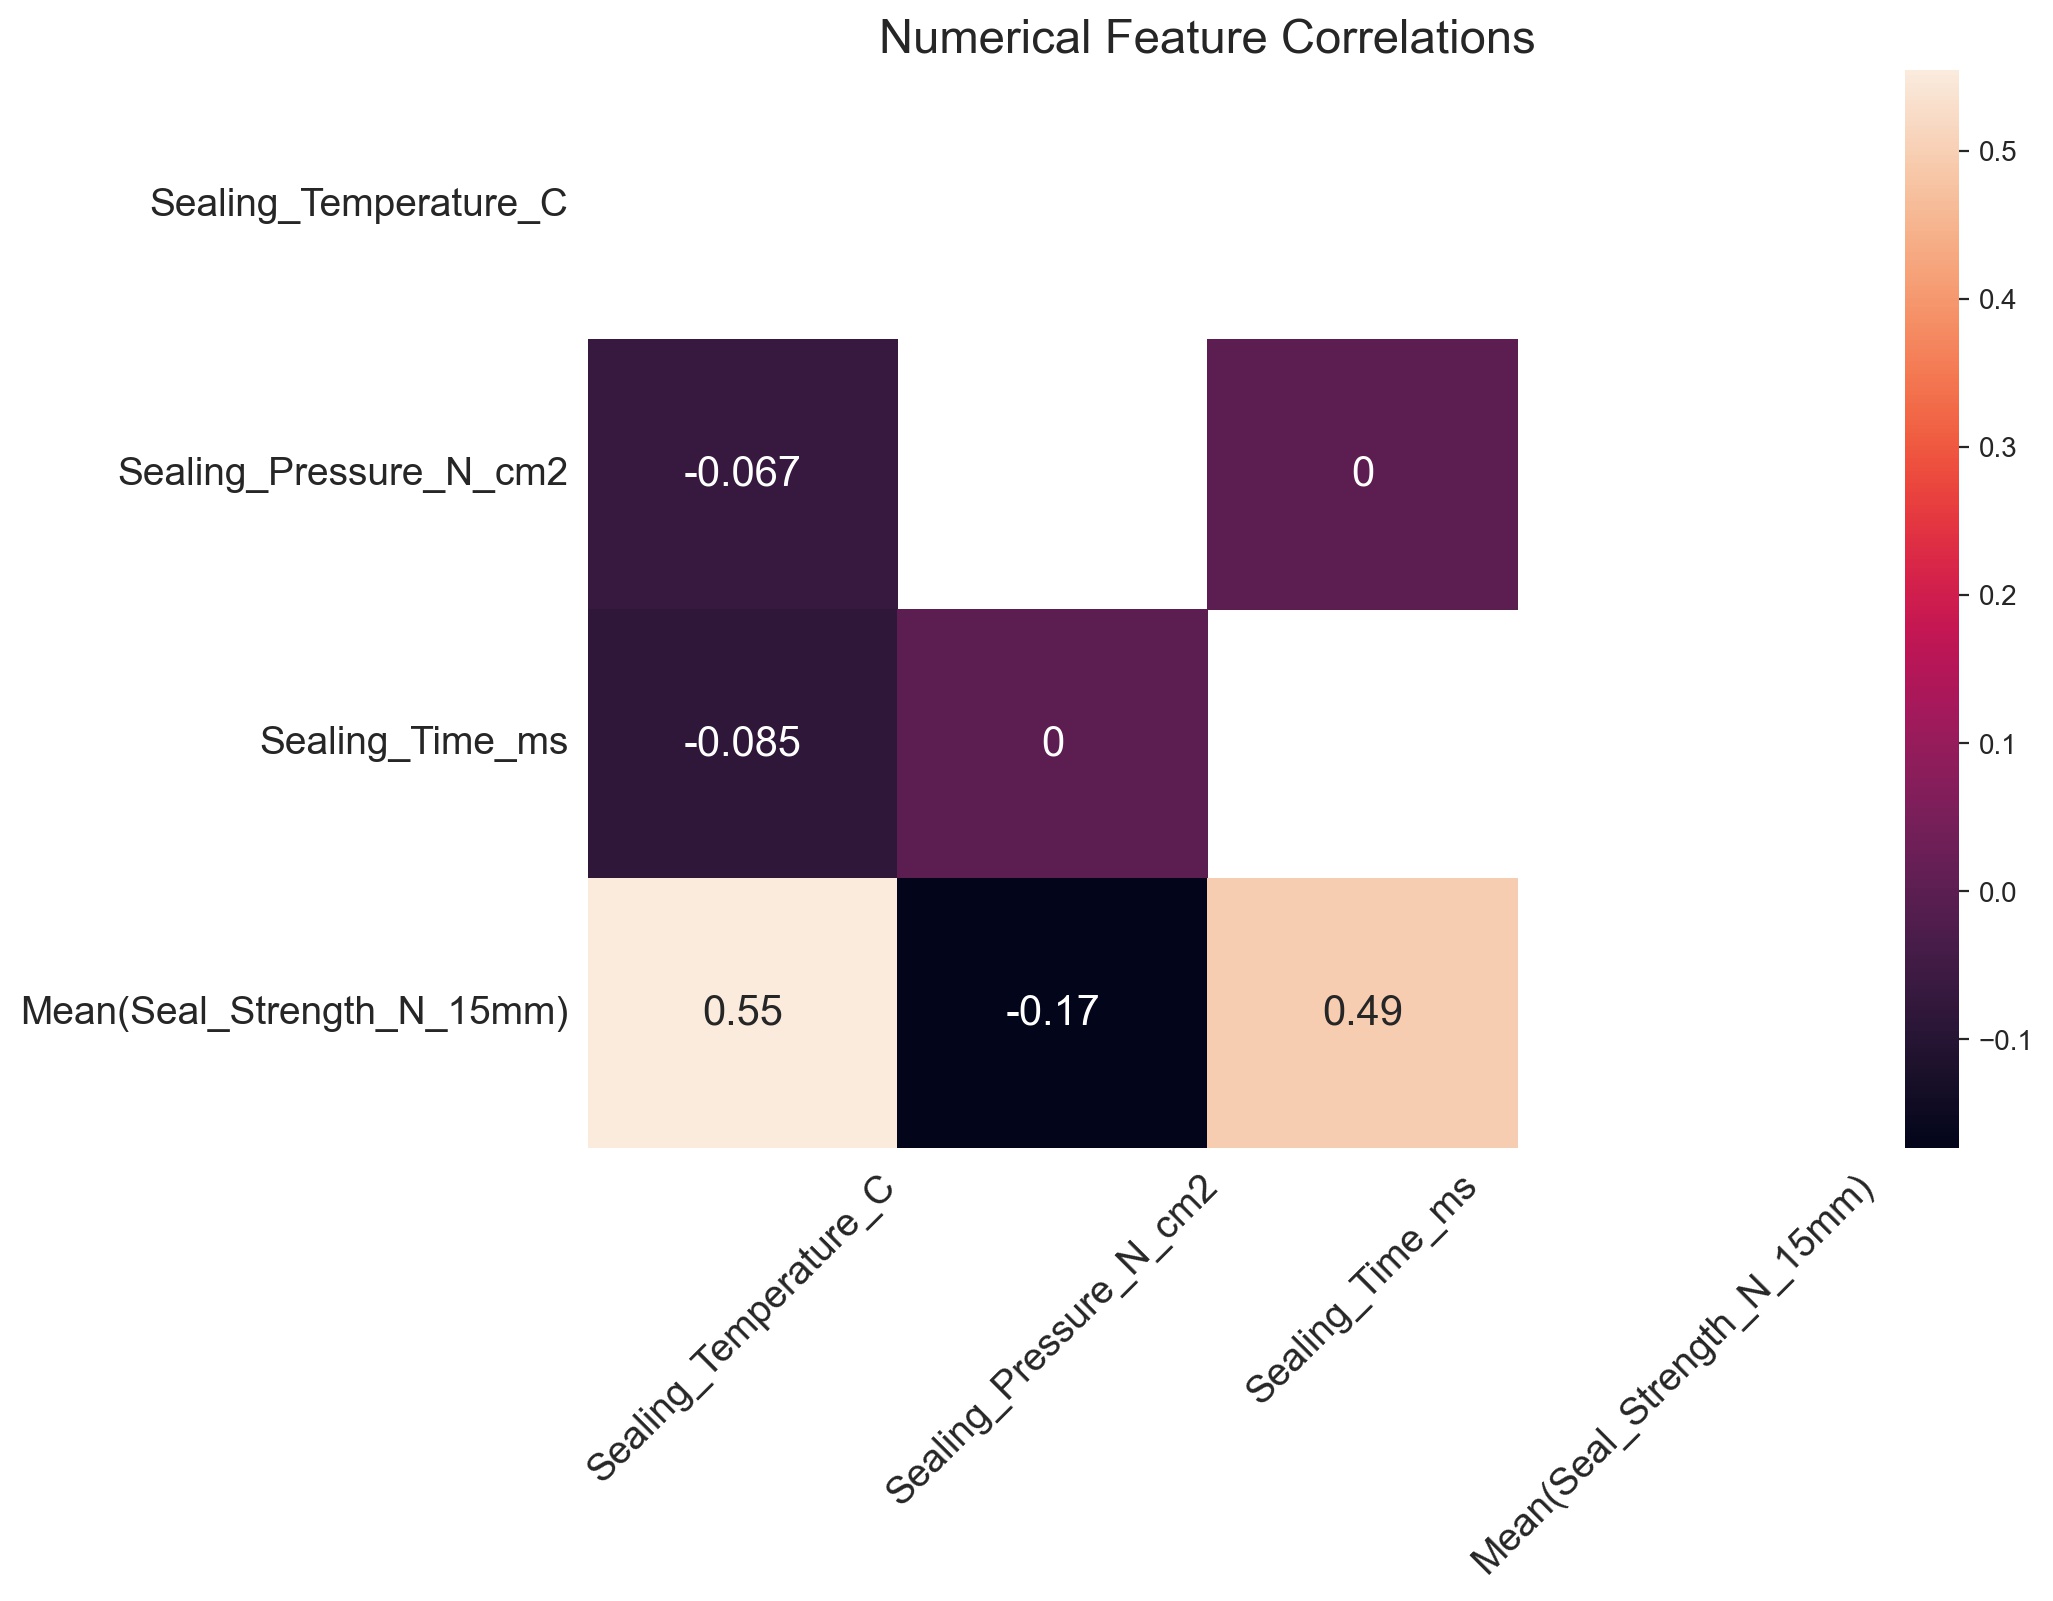 Numerical Feature Correlations
Sealing_Temperature_C
Sealing_Pressure_N_cm2
-0.067
0
Sealing_Time_ms
-0.085
0
Mean(Seal_Strength_N_15mm)
0.55
-0.17
0.49
Sealing_Temperature_C
Sealing_Pressure_N_cm2
Sealing_Time_ms
Mean(Seal_Strength_N_15mm)
0.5
0.4
0.3
0.2
0.1
0.0
−0.1